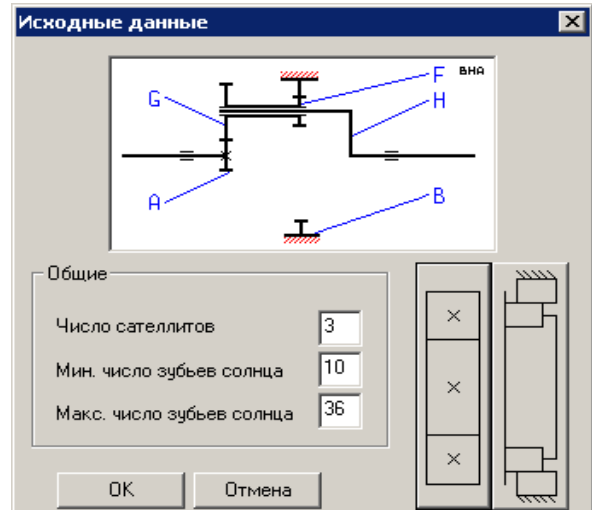 Исходные данные
G
F
ВНА
H
A
B
Общие
Число сателлитов 3
Мин. число зубьев солнца 10
Макс. число зубьев солнца 36
OK Отмена